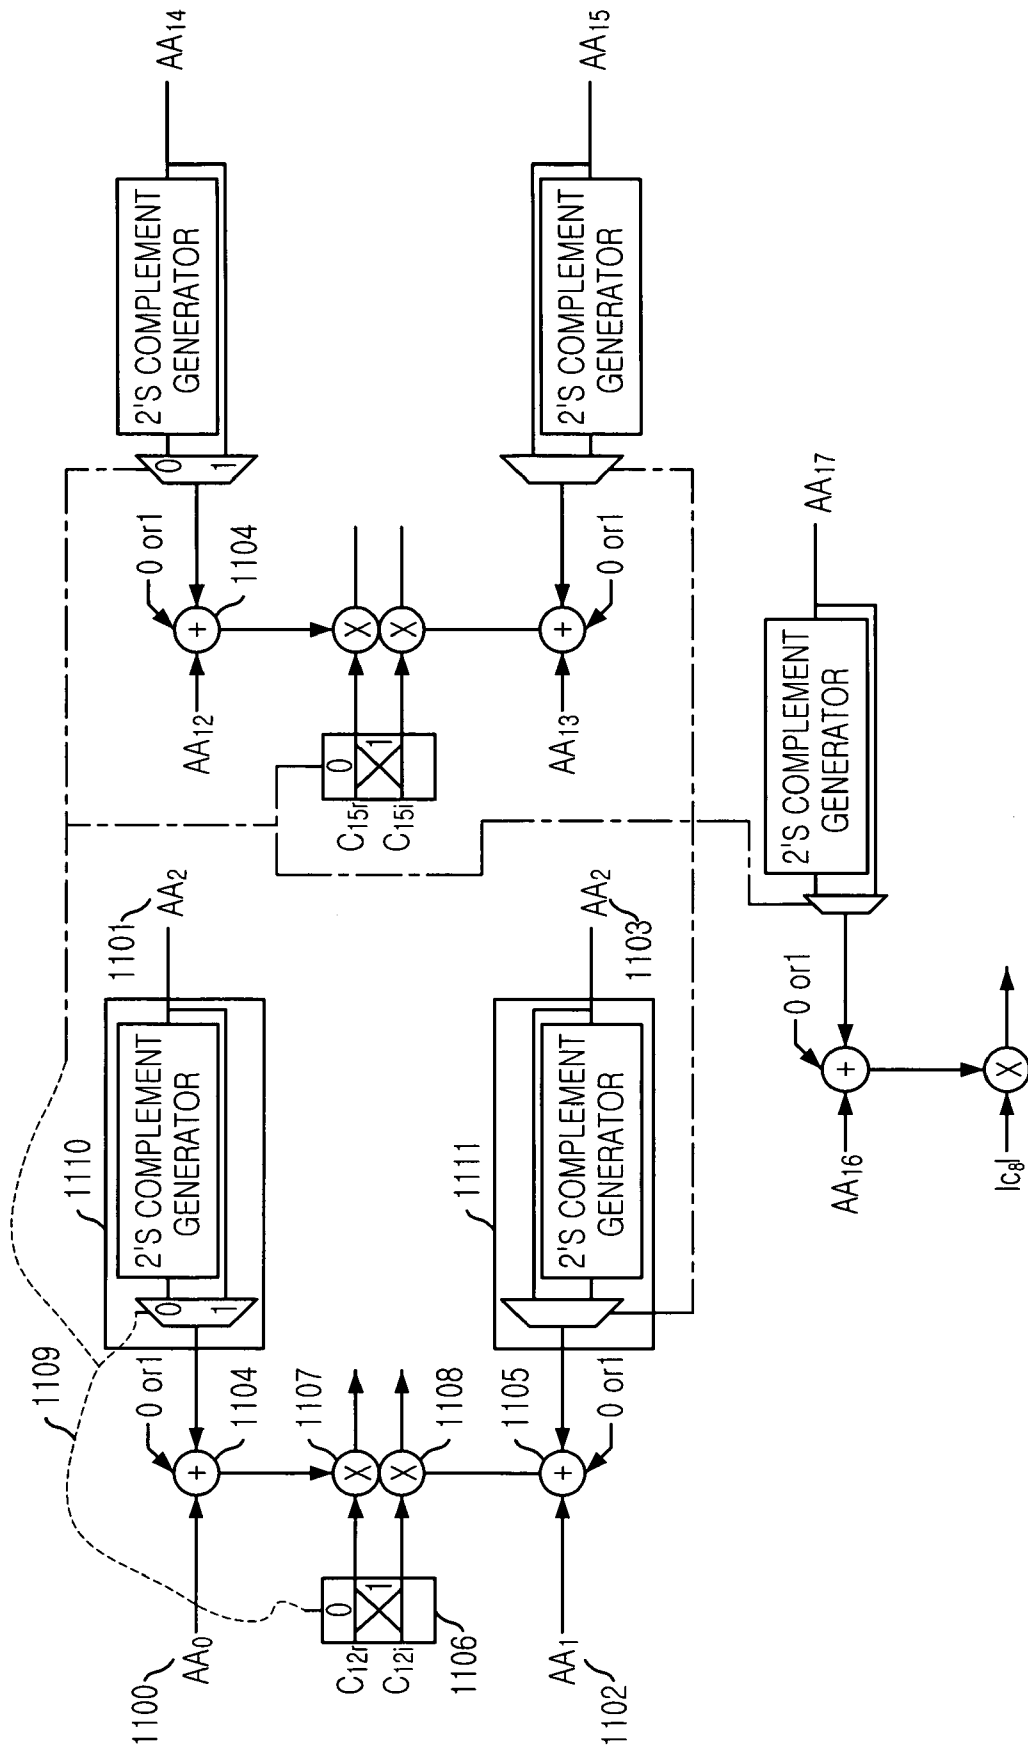 1109
1110
2'S COMPLEMENT
GENERATOR
1101
AA2
0 or1
0
1
1100
AA0
1104
1107
C12r
C12i
0
1
1106
1108
1105
1102
AA1
0 or1
1111
2'S COMPLEMENT
GENERATOR
AA2
1103
0 or1
0
1
2'S COMPLEMENT
GENERATOR
AA14
AA12
1104
C15r
C15i
0
1
AA13
0 or1
2'S COMPLEMENT
GENERATOR
AA15
0 or1
AA16
2'S COMPLEMENT
GENERATOR
AA17
IC8I